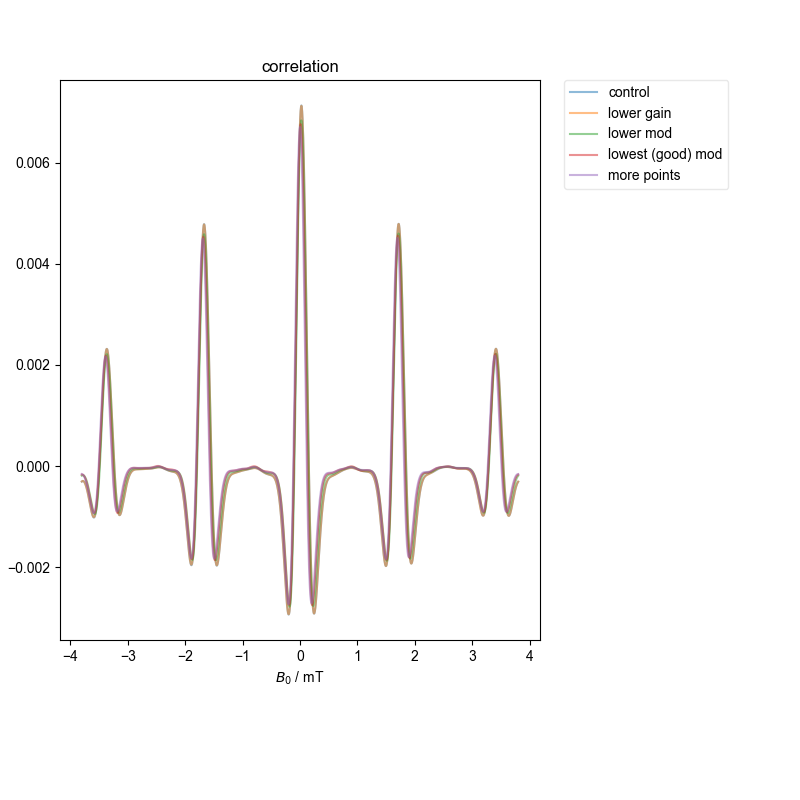 correlation
control
lower gain
lower mod
lowest (good) mod
more points
0.006
0.004
0.002
0.000
−0.002
−4 −3 −2 −1 0 1 2 3 4
B₀ / mT